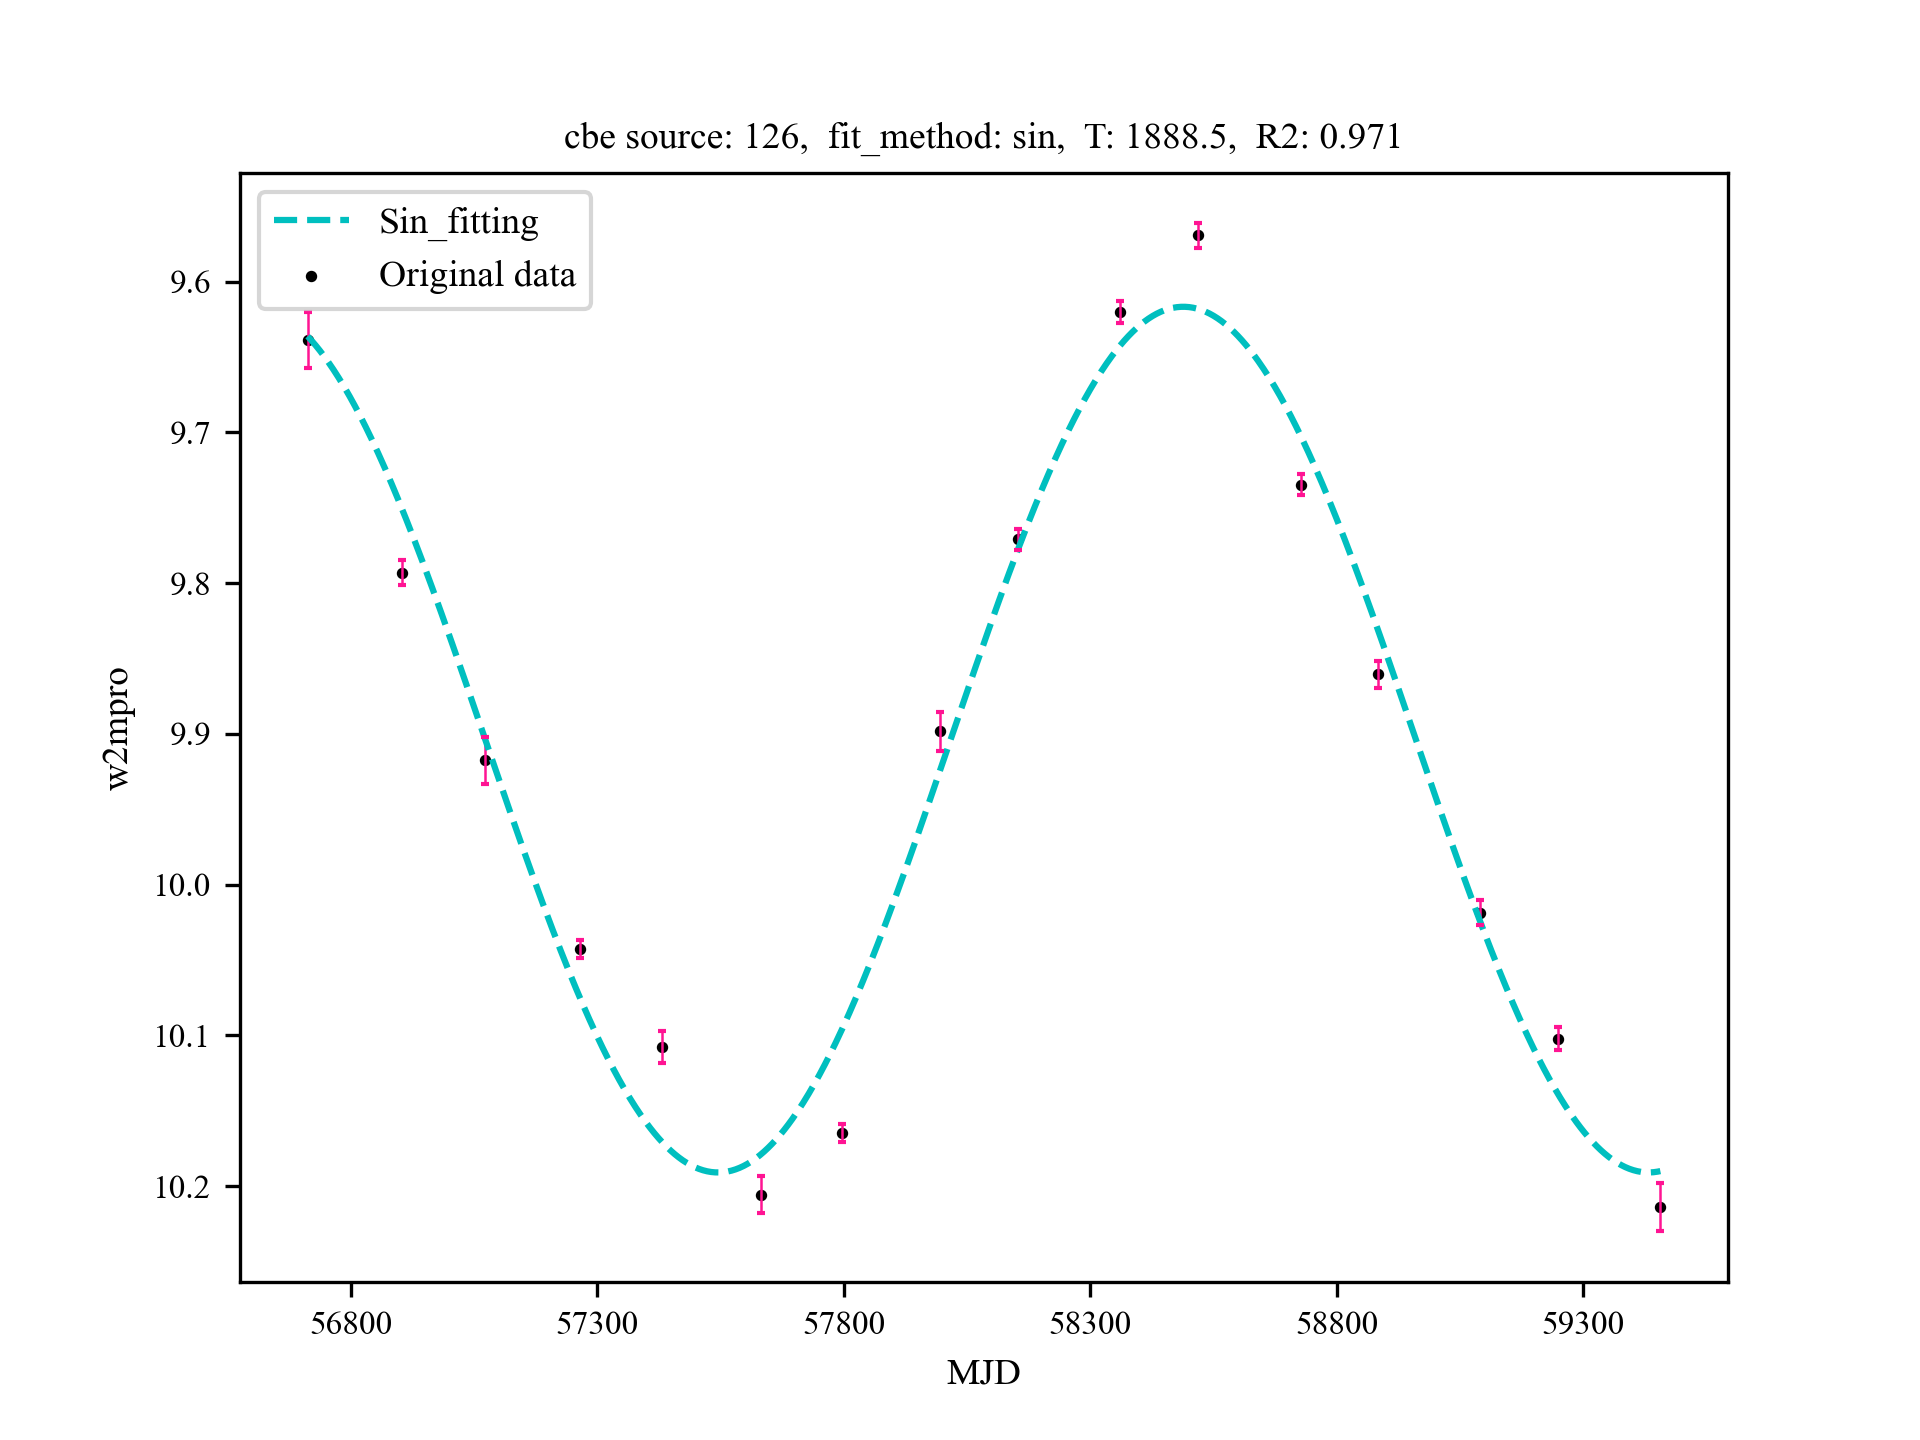 cbe source: 126,  fit_method: sin,  T: 1888.5,  R2: 0.971
Sin_fitting
Original data
9.6
9.7
9.8
9.9
10.0
10.1
10.2
w2mpro
56800
57300
57800
58300
58800
59300
MJD